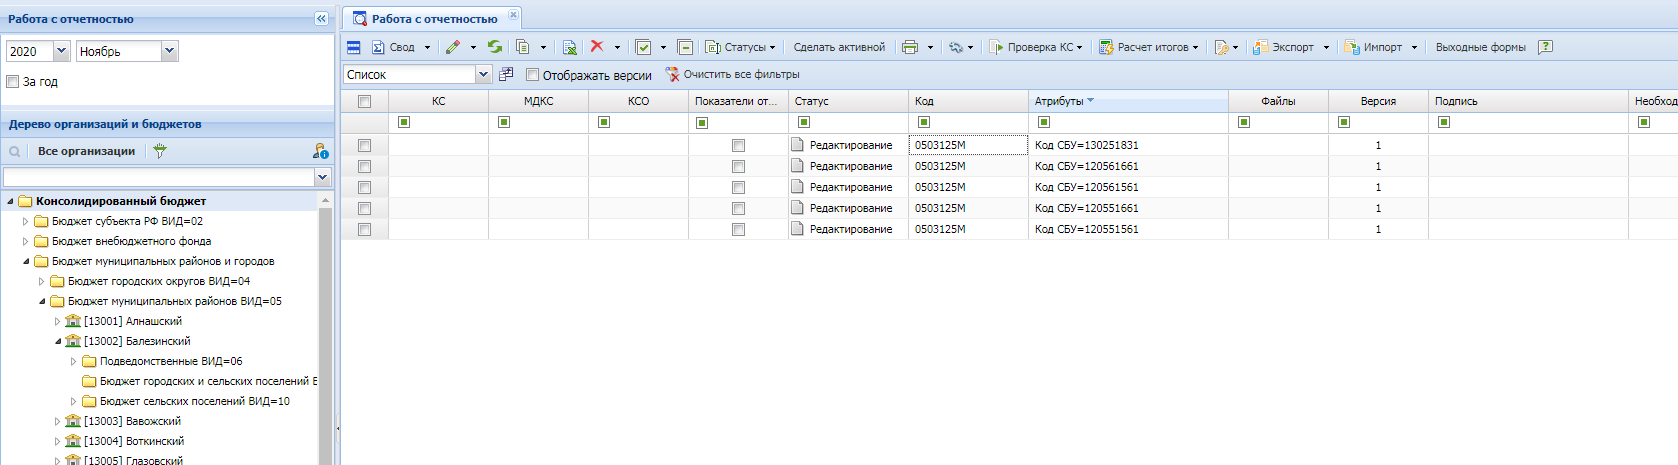 Работа с отчетностью
2020 Ноябрь
За год
Дерево организаций и бюджетов
Все организации
Консолидированный бюджет
Бюджет субъекта РФ ВИД=02
Бюджет внебюджетного фонда
Бюджет муниципальных районов и городов
Бюджет городских округов ВИД=04
Бюджет муниципальных районов ВИД=05
[13001] Алнашский
[13002] Балезинский
Подведомственные ВИД=06
Бюджет городских и сельских поселений В
Бюджет сельских поселений ВИД=10
[13003] Вавожский
[13004] Воткинский
[13005] Глазовский
Работа с отчетностью
Свод Статусы Сделать активной Проверка КС Расчет итогов Экспорт Импорт Выходные формы
Список Отображать версии Очистить все фильтры
КС МДКС КСО Показатели от... Статус Код Атрибуты Файлы Версия Подпись Необход
Редактирование 0503125М Код СБУ=130251831 1
Редактирование 0503125М Код СБУ=120561661 1
Редактирование 0503125М Код СБУ=120561561 1
Редактирование 0503125М Код СБУ=120551661 1
Редактирование 0503125М Код СБУ=120551561 1